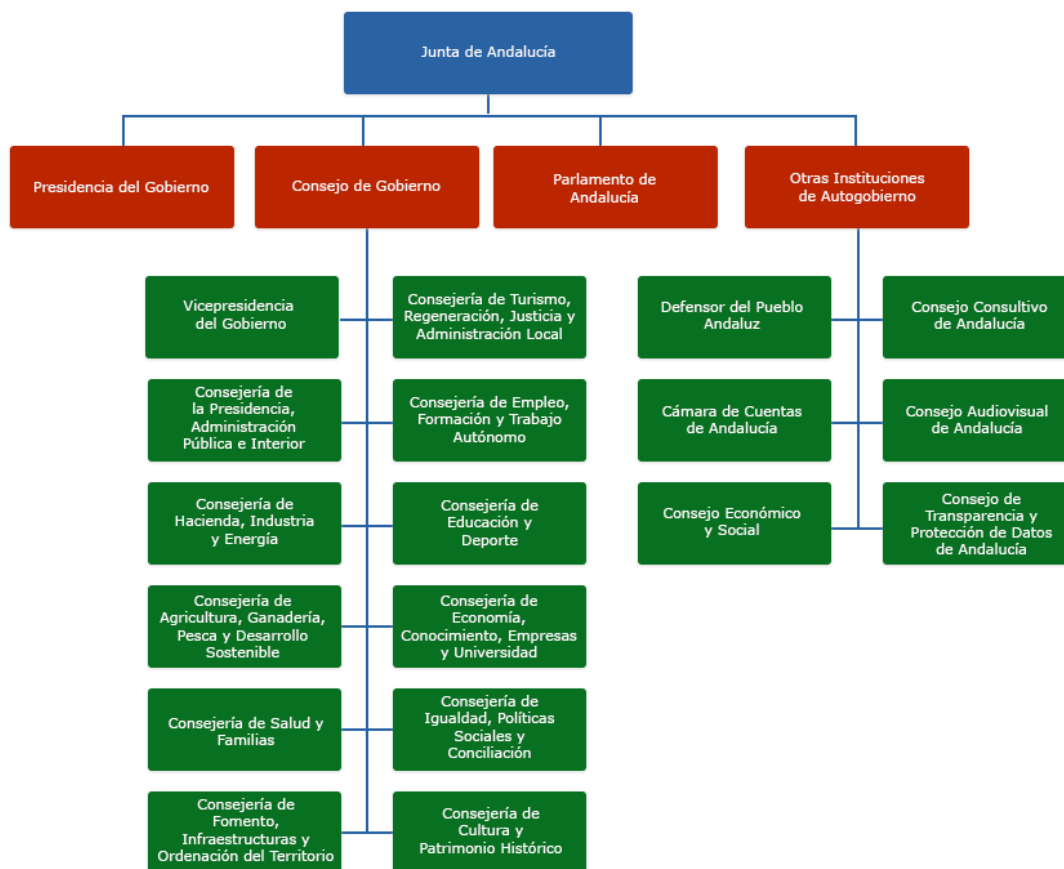 Junta de Andalucía
Presidencia del Gobierno
Consejo de Gobierno
Parlamento de
Andalucía
Otras Instituciones
de Autogobierno
Vicepresidencia
del Gobierno
Consejería de Turismo,
Regeneración, Justicia y
Administración Local
Defensor del Pueblo
Andaluz
Consejo Consultivo
de Andalucía
Consejería de
la Presidencia,
Administración
Pública e Interior
Consejería de Empleo,
Formación y Trabajo
Autónomo
Cámara de Cuentas
de Andalucía
Consejo Audiovisual
de Andalucía
Consejería de
Hacienda, Industria
y Energía
Consejería de
Educación y
Deporte
Consejo Económico
y Social
Consejo de
Transparencia y
Protección de Datos
de Andalucía
Consejería de
Agricultura, Ganadería,
Pesca y Desarrollo
Sostenible
Consejería de
Economía,
Conocimiento, Empresas
y Universidad
Consejería de Salud y
Familias
Consejería de
Igualdad, Políticas
Sociales y
Conciliación
Consejería de
Fomento,
Infraestructuras y
Ordenación del Territorio
Consejería de
Cultura y
Patrimonio Histórico